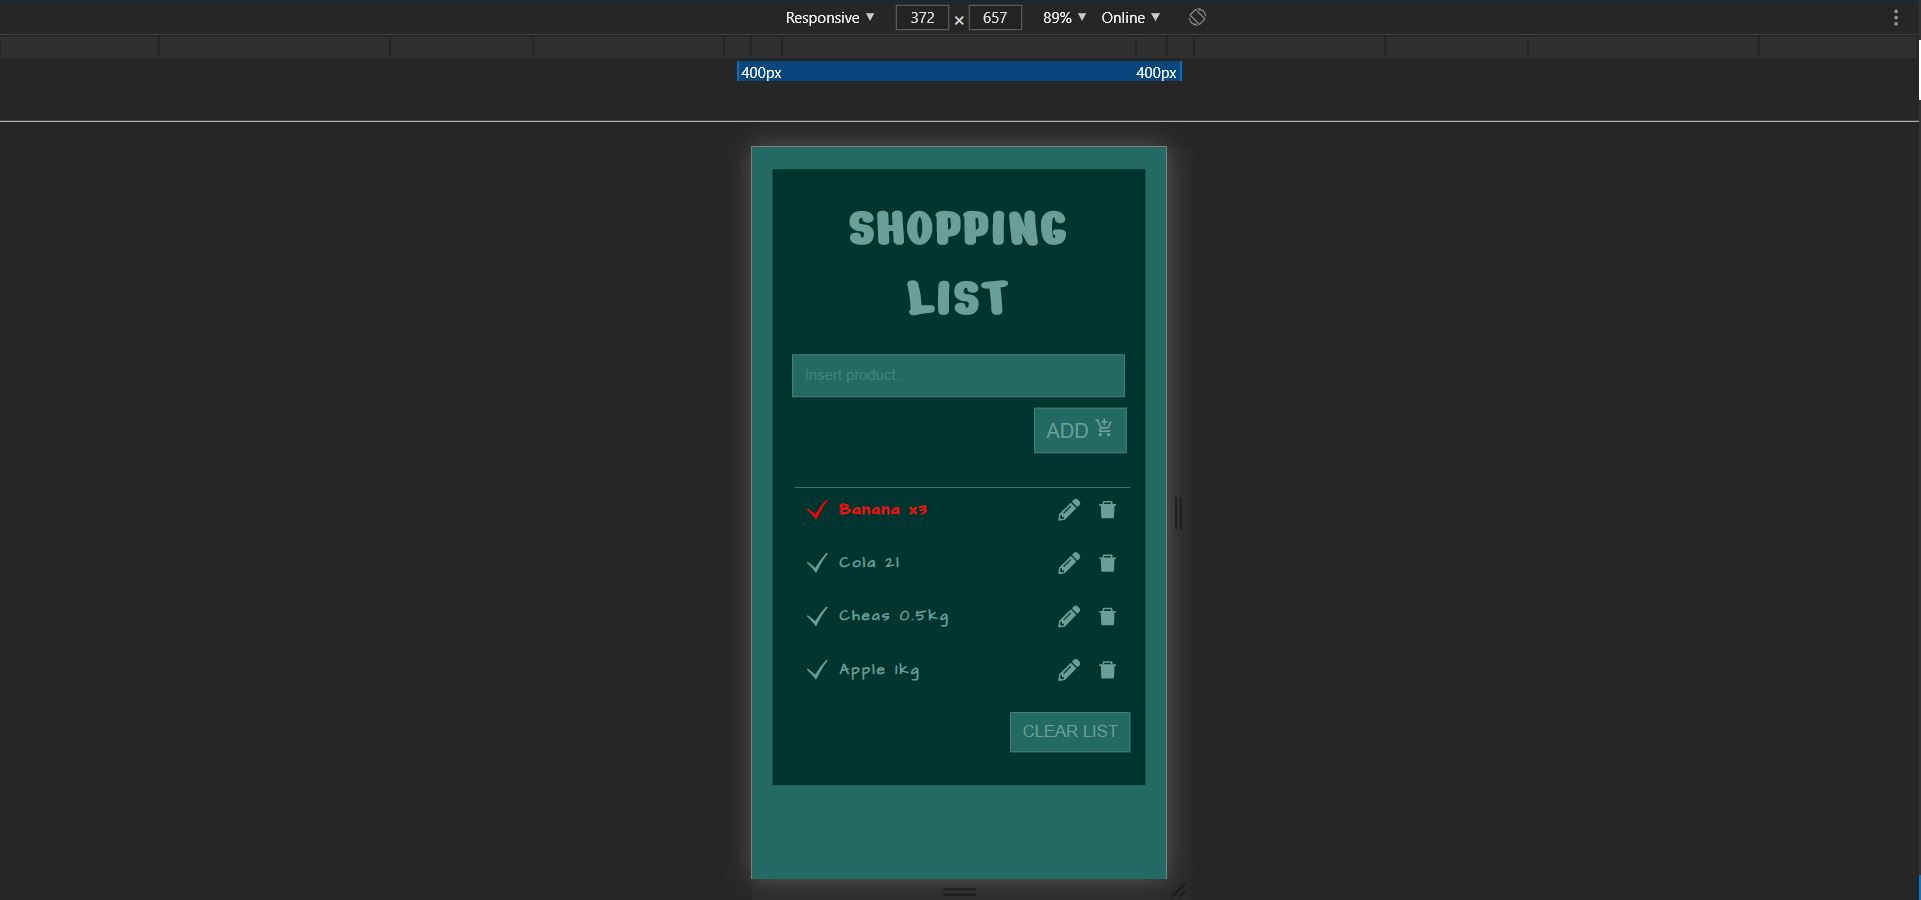 Responsive ▼ 372 × 657 89% ▼ Online ▼
400px 400px
SHOPPING
LIST
Insert product..
ADD
Banana x3
Cola 2l
Cheas 0.5kg
Apple 1kg
CLEAR LIST